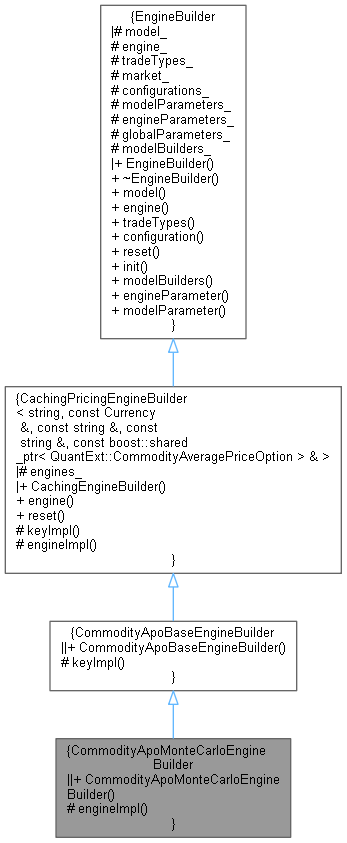 {EngineBuilder
|# model_
# engine_
# tradeTypes_
# market_
# configurations_
# modelParameters_
# engineParameters_
# globalParameters_
# modelBuilders_
|+ EngineBuilder()
+ ~EngineBuilder()
+ model()
+ engine()
+ tradeTypes()
+ configuration()
+ reset()
+ init()
+ modelBuilders()
+ engineParameter()
+ modelParameter()
}
{CachingPricingEngineBuilder
< string, const Currency
&, const string &, const
string &, const boost::shared
_ptr< QuantExt::CommodityAveragePriceOption > & >
|# engines_
|+ CachingEngineBuilder()
+ engine()
+ reset()
# keyImpl()
# engineImpl()
}
{CommodityApoBaseEngineBuilder
||+ CommodityApoBaseEngineBuilder()
# keyImpl()
}
{CommodityApoMonteCarloEngine
Builder
||+ CommodityApoMonteCarloEngine
Builder()
# engineImpl()
}